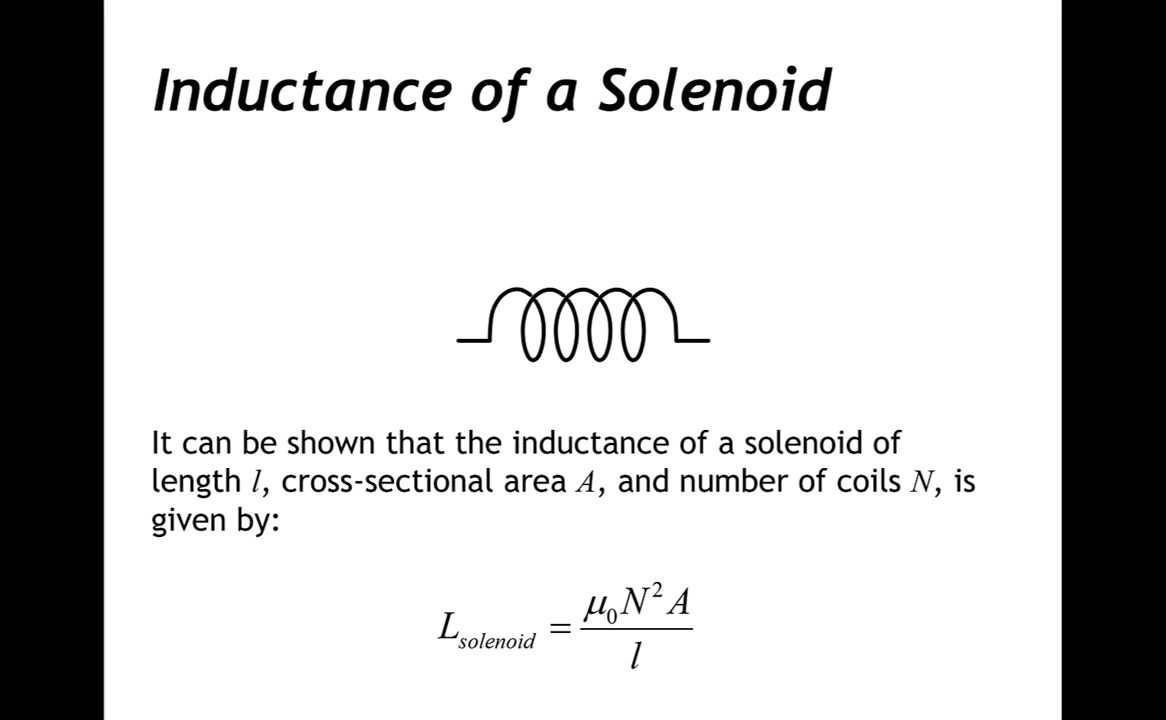 Inductance of a Solenoid
It can be shown that the inductance of a solenoid of
length l, cross-sectional area A, and number of coils N, is
given by:
L_solenoid = μ₀N²A / l